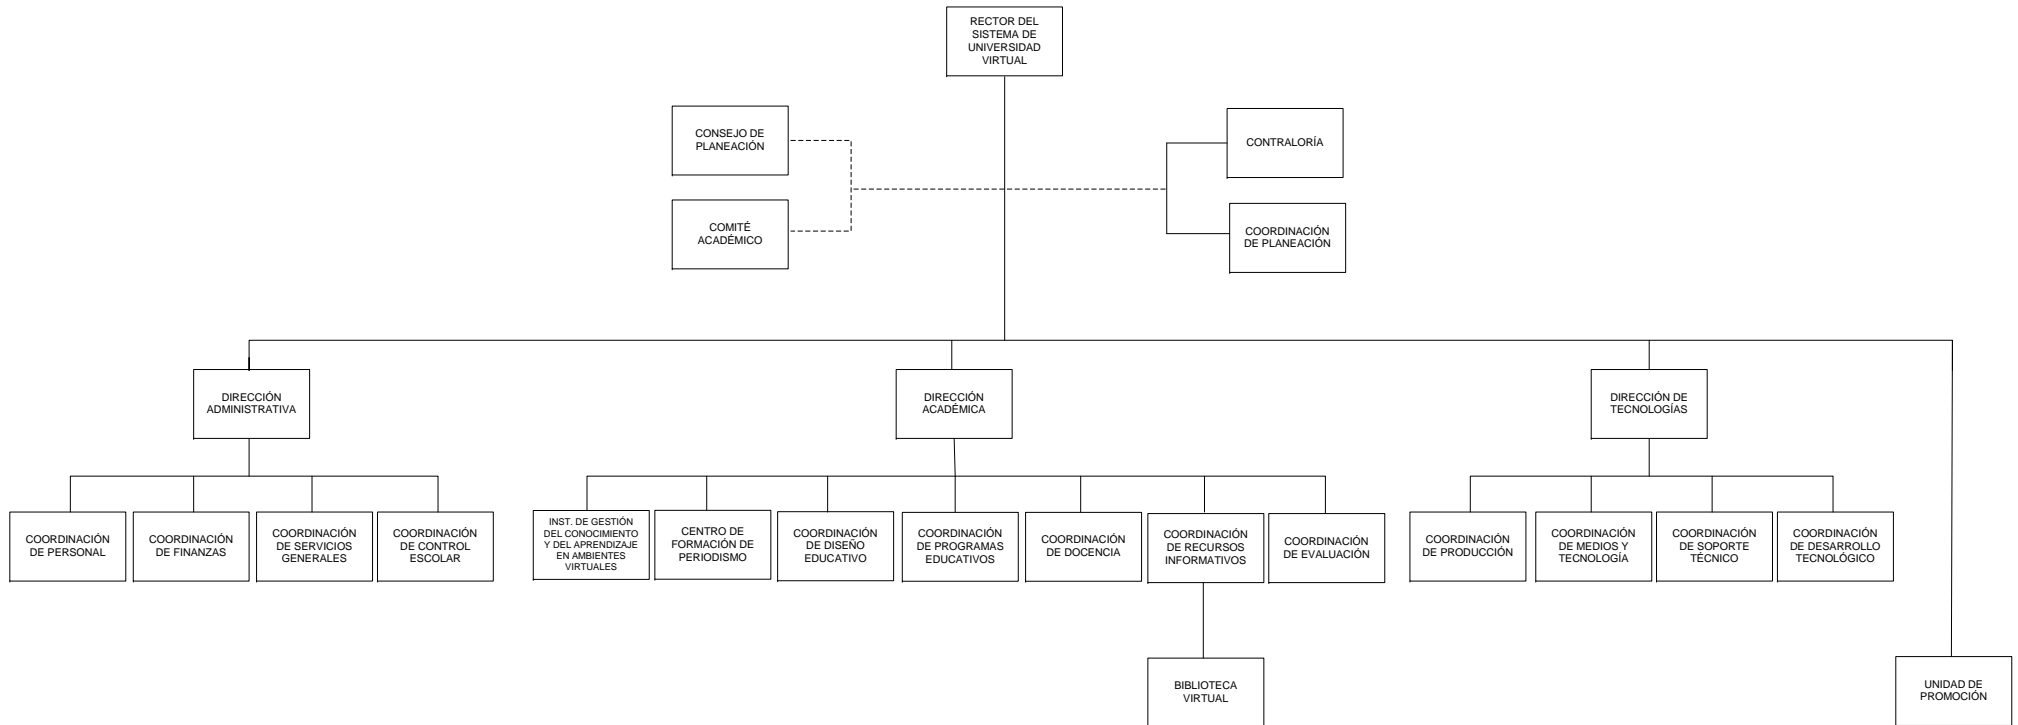 RECTOR DEL
SISTEMA DE
UNIVERSIDAD
VIRTUAL
CONSEJO DE
PLANEACIÓN
CONTRALORÍA
COMITÉ
ACADÉMICO
COORDINACIÓN
DE PLANEACIÓN
DIRECCIÓN
ADMINISTRATIVA
DIRECCIÓN
ACADÉMICA
DIRECCIÓN DE
TECNOLOGÍAS
COORDINACIÓN
DE PERSONAL
COORDINACIÓN
DE FINANZAS
COORDINACIÓN
DE SERVICIOS
GENERALES
COORDINACIÓN
DE CONTROL
ESCOLAR
INST. DE GESTIÓN
DEL CONOCIMIENTO
Y DEL APRENDIZAJE
EN AMBIENTES
VIRTUALES
CENTRO DE
FORMACIÓN DE
PERIODISMO
COORDINACIÓN
DE DISEÑO
EDUCATIVO
COORDINACIÓN
DE PROGRAMAS
EDUCATIVOS
COORDINACIÓN
DE DOCENCIA
COORDINACIÓN
DE RECURSOS
INFORMATIVOS
COORDINACIÓN
DE EVALUACIÓN
COORDINACIÓN
DE PRODUCCIÓN
COORDINACIÓN
DE MEDIOS Y
TECNOLOGÍA
COORDINACIÓN
DE SOPORTE
TÉCNICO
COORDINACIÓN
DE DESARROLLO
TECNOLÓGICO
BIBLIOTECA
VIRTUAL
UNIDAD DE
PROMOCIÓN